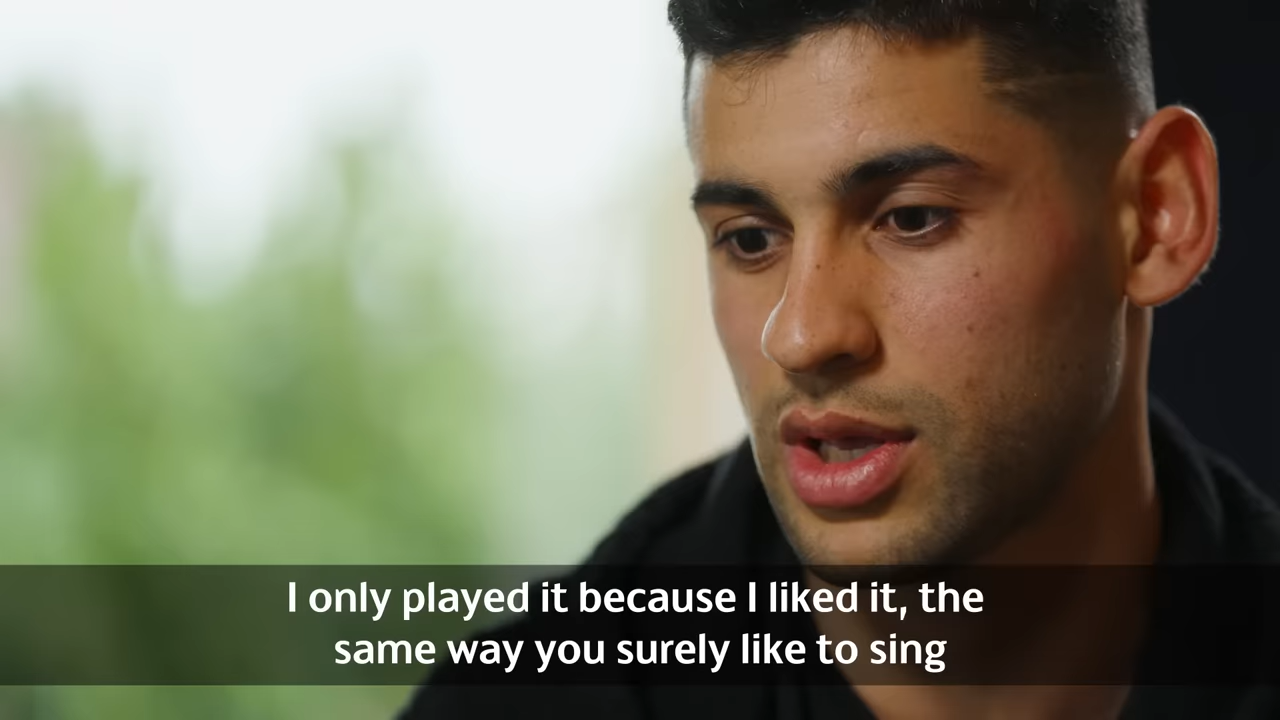 I only played it because I liked it, the
same way you surely like to sing